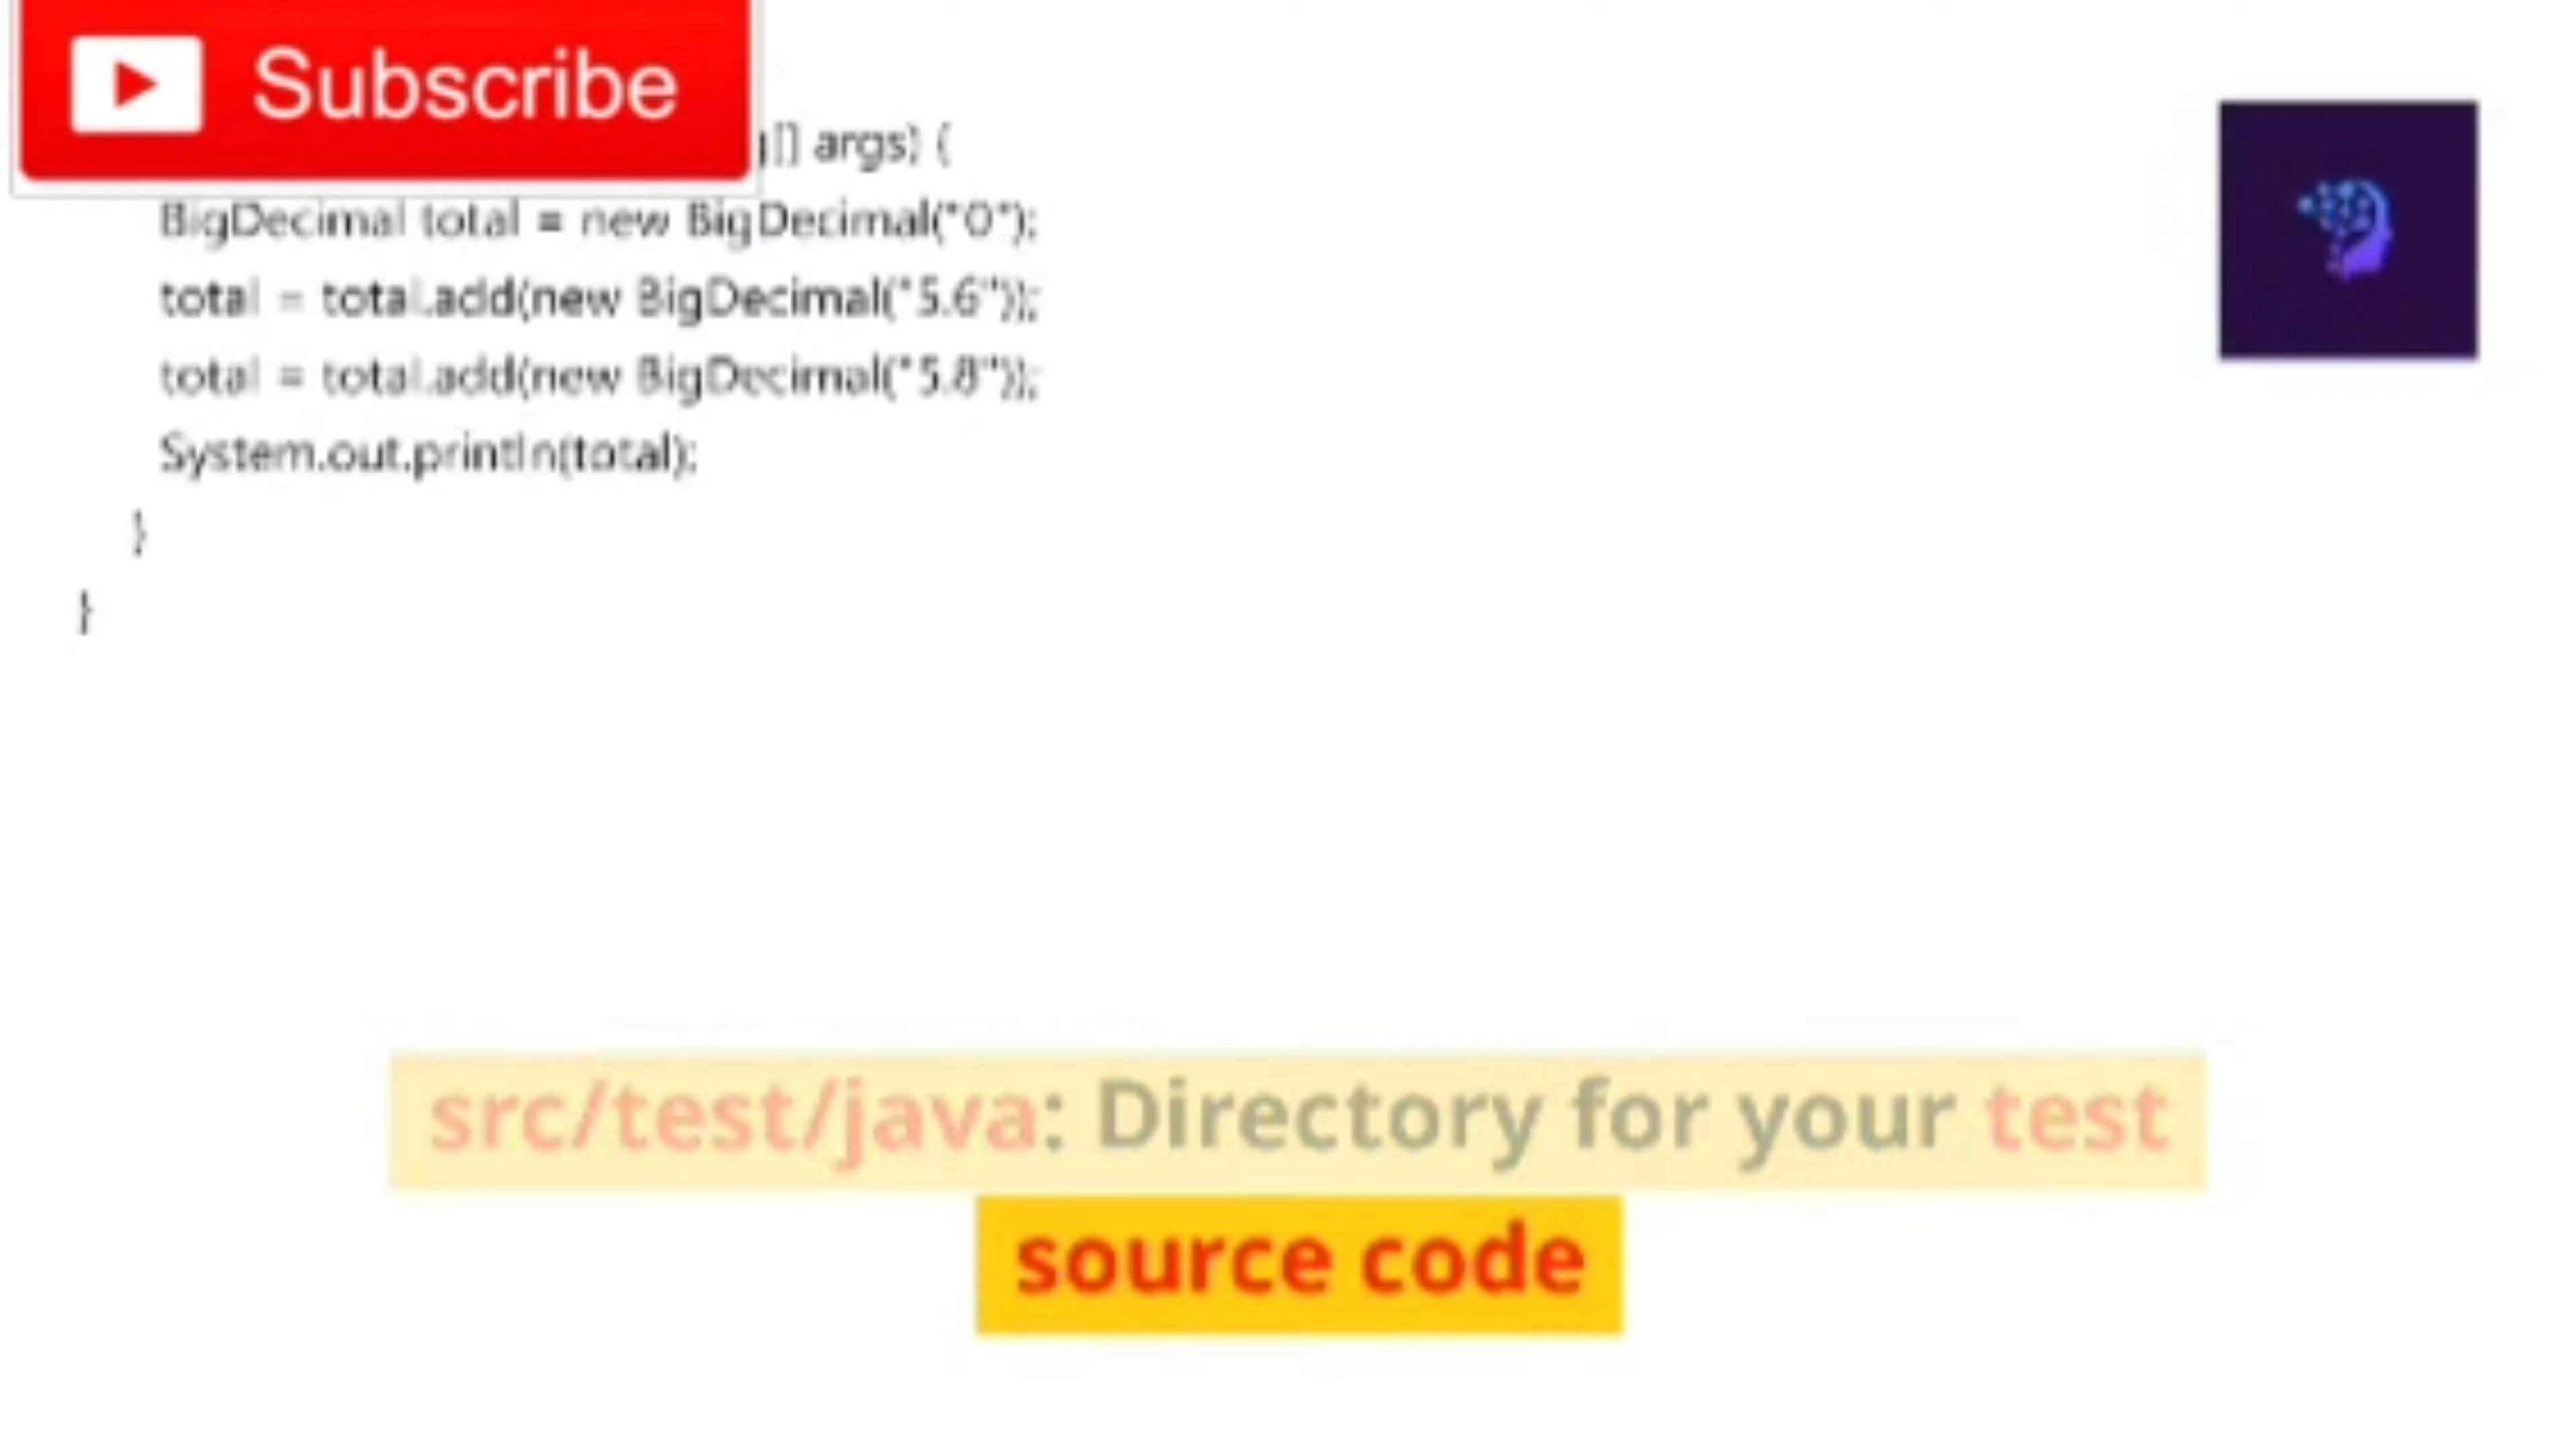 Subscribe
[] args) {
BigDecimal total = new BigDecimal("0");
total = total.add(new BigDecimal("5.6"));
total = total.add(new BigDecimal("5.8"));
System.out.println(total);
}
}
src/test/java: Directory for your test
source code